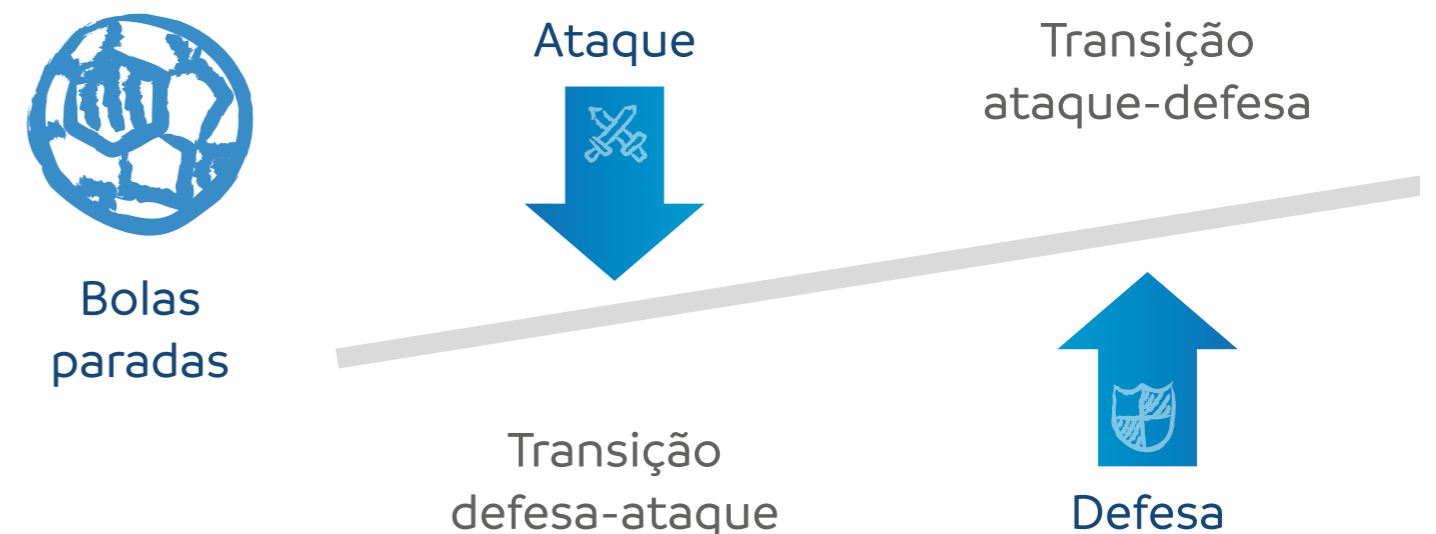 Ataque
Transição
ataque-defesa
Bolas
paradas
Transição
defesa-ataque
Defesa